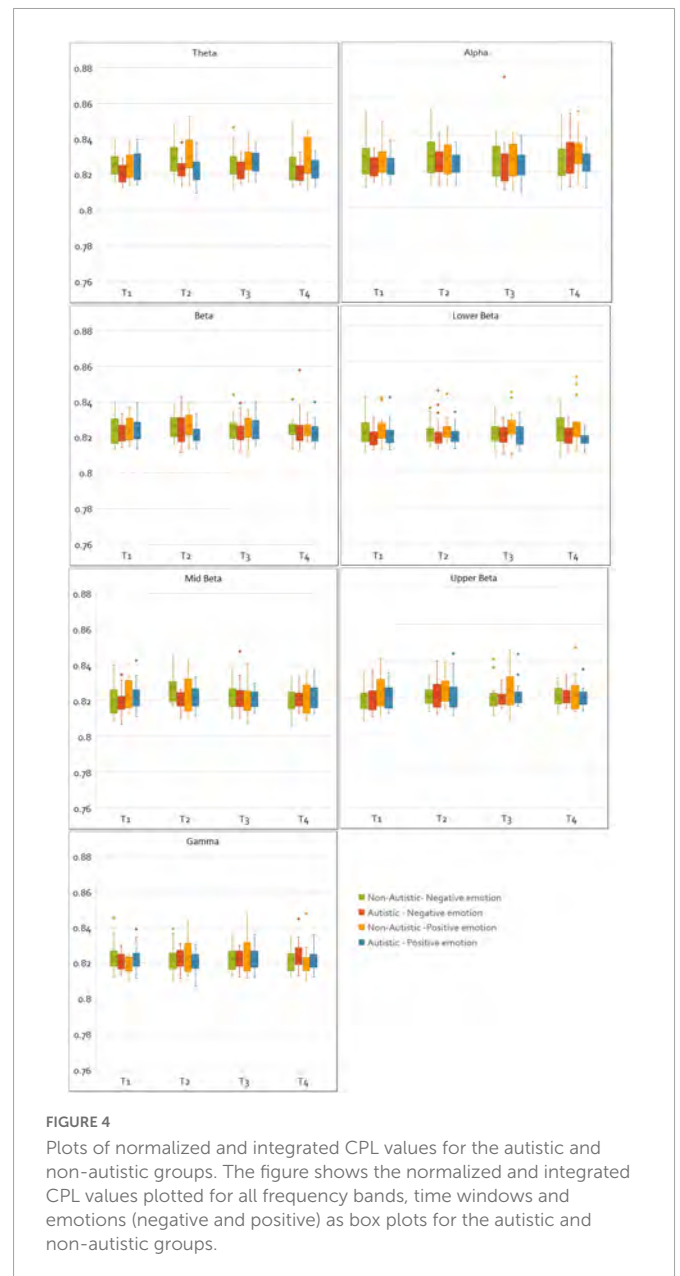 Theta
0.88
0.86
0.84
0.82
0.8
0.78
0.76
T1 T2 T3 T4
Alpha
T1 T2 T3 T4
Beta
0.88
0.86
0.84
0.82
0.8
0.78
0.76
T1 T2 T3 T4
Lower Beta
T1 T2 T3 T4
Mid Beta
0.88
0.86
0.84
0.82
0.8
0.78
0.76
T1 T2 T3 T4
Upper Beta
T1 T2 T3 T4
Gamma
0.88
0.86
0.84
0.82
0.8
0.78
0.76
T1 T2 T3 T4
Non-Autistic- Negative emotion
Autistic - Negative emotion
Non-Autistic -Positive emotion
Autistic - Positive emotion
FIGURE 4
Plots of normalized and integrated CPL values for the autistic and
non-autistic groups. The figure shows the normalized and integrated
CPL values plotted for all frequency bands, time windows and
emotions (negative and positive) as box plots for the autistic and
non-autistic groups.